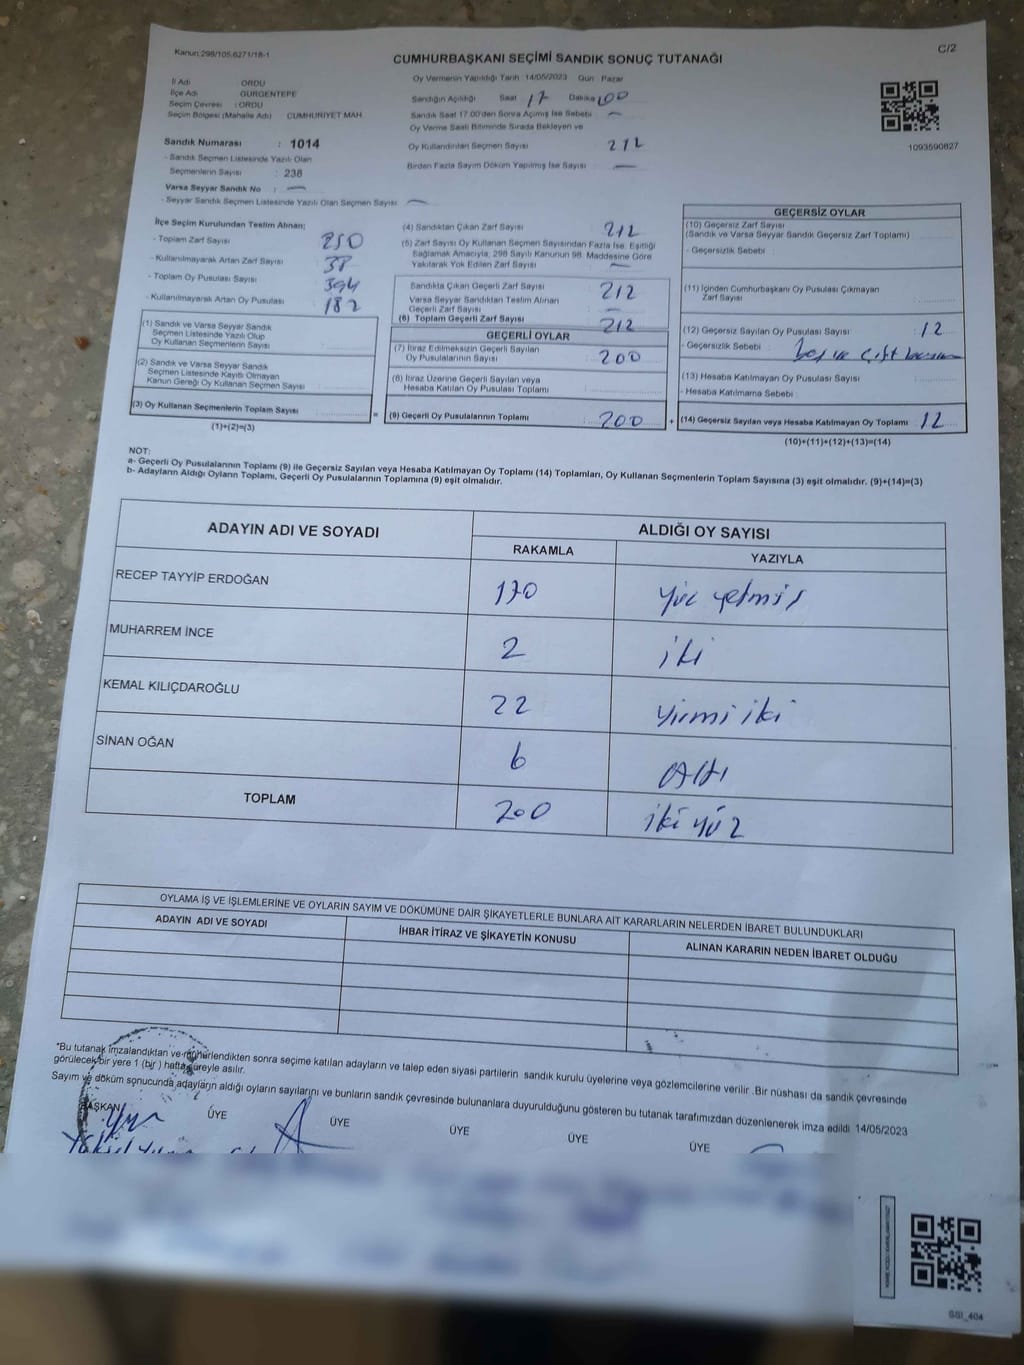 Kanun:298/105,6271/18-1
C/2
CUMHURBAŞKANI SEÇİMİ SANDIK SONUÇ TUTANAĞI
İl Adı : ORDU
İlçe Adı : GÜRGENTEPE
Seçim Çevresi : ORDU
Seçim Bölgesi (Mahalle Adı) CUMHURİYET MAH.
Oy Vermenin Yapıldığı Tarih 14/05/2023 Gün : Pazar
Sandığın Açıldığı Saat 17 Dakika 00
Sandık Saat 17.00'den Sonra Açımış İse Sebebi —
Oy Verme Saati Bitiminde Sırada Bekleyen ve
Oy Kullandırılan Seçmen Sayısı 212
Birden Fazla Sayım Döküm Yapılmış İse Sayısı —
1093590827
Sandık Numarası : 1014
- Sandık Seçmen Listesinde Yazılı Olan
Seçmenlerin Sayısı : 238
Varsa Seyyar Sandık No : —
- Seyyar Sandık Seçmen Listesinde Yazılı Olan Seçmen Sayısı —
İlçe Seçim Kurulundan Teslim Alınan;
- Toplam Zarf Sayısı 250
- Kullanılmayarak Artan Zarf Sayısı 38
- Toplam Oy Pusulası Sayısı 394
- Kullanılmayarak Artan Oy Pusulası 182
(1) Sandık ve Varsa Seyyar Sandık
Seçmen Listesinde Yazılı Olup
Oy Kullanan Seçmenlerin Sayısı
(2) Sandık ve Varsa Seyyar Sandık
Seçmen Listesinde Kayıtlı Olmayan
Kanun Gereği Oy Kullanan Seçmen Sayısı
(3) Oy Kullanan Seçmenlerin Toplam Sayısı
(1)+(2)=(3)
(4) Sandıktan Çıkan Zarf Sayısı 212
(5) Zarf Sayısı Oy Kullanan Seçmen Sayısından Fazla İse, Eşitliği
Sağlamak Amacıyla, 298 Sayılı Kanunun 98. Maddesine Göre
Yakılarak Yok Edilen Zarf Sayısı —
Sandıkta Çıkan Geçerli Zarf Sayısı 212
Varsa Seyyar Sandıktan Teslim Alınan
Geçerli Zarf Sayısı —
(6) Toplam Geçerli Zarf Sayısı 212
GEÇERLİ OYLAR
(7) İtiraz Edilmeksizin Geçerli Sayılan
Oy Pusulalarının Sayısı 200
(8) İtiraz Üzerine Geçerli Sayılan veya
Hesaba Katılan Oy Pusulası Toplamı
= (9) Geçerli Oy Pusulalarının Toplamı 200
GEÇERSİZ OYLAR
(10) Geçersiz Zarf Sayısı
(Sandık ve Varsa Seyyar Sandık Geçersiz Zarf Toplamı)
- Geçersizlik Sebebi
(11) İçinden Cumhurbaşkanı Oy Pusulası Çıkmayan
Zarf Sayısı
(12) Geçersiz Sayılan Oy Pusulası Sayısı : 12
- Geçersizlik Sebebi : boş ve çift
(13) Hesaba Katılmayan Oy Pusulası Sayısı
- Hesaba Katılmama Sebebi
+ (14) Geçersiz Sayılan veya Hesaba Katılmayan Oy Toplamı 12
(10)+(11)+(12)+(13)=(14)
NOT:
a- Geçerli Oy Pusulalarının Toplamı (9) ile Geçersiz Sayılan veya Hesaba Katılmayan Oy Toplamı (14) Toplamları, Oy Kullanan Seçmenlerin Toplam Sayısına (3) eşit olmalıdır. (9)+(14)=(3)
b- Adayların Aldığı Oyların Toplamı, Geçerli Oy Pusulalarının Toplamına (9) eşit olmalıdır.
ADAYIN ADI VE SOYADI ALDIĞI OY SAYISI
RAKAMLA YAZIYLA
RECEP TAYYİP ERDOĞAN 170 yüz yetmiş
MUHARREM İNCE 2 iki
KEMAL KILIÇDAROĞLU 22 yirmi iki
SİNAN OĞAN 6 altı
TOPLAM 200 iki yüz
OYLAMA İŞ VE İŞLEMLERİNE VE OYLARIN SAYIM VE DÖKÜMÜNE DAİR ŞİKAYETLERLE BUNLARA AİT KARARLARIN NELERDEN İBARET BULUNDUKLARI
ADAYIN ADI VE SOYADI İHBAR İTİRAZ VE ŞİKAYETİN KONUSU ALINAN KARARIN NEDEN İBARET OLDUĞU
*Bu tutanak imzalandıktan ve mühürlendikten sonra seçime katılan adayların ve talep eden siyasi partilerin sandık kurulu üyelerine veya gözlemcilerine verilir. Bir nüshası da sandık çevresinde
görülecek bir yere 1 (bir) hafta süreyle asılır.
Sayım ve döküm sonucunda adayların aldığı oyların sayılarını ve bunların sandık çevresinde bulunanlara duyurulduğunu gösteren bu tutanak tarafımızdan düzenlenerek imza edildi 14/05/2023
BAŞKAN ÜYE ÜYE ÜYE ÜYE ÜYE
SSI_404